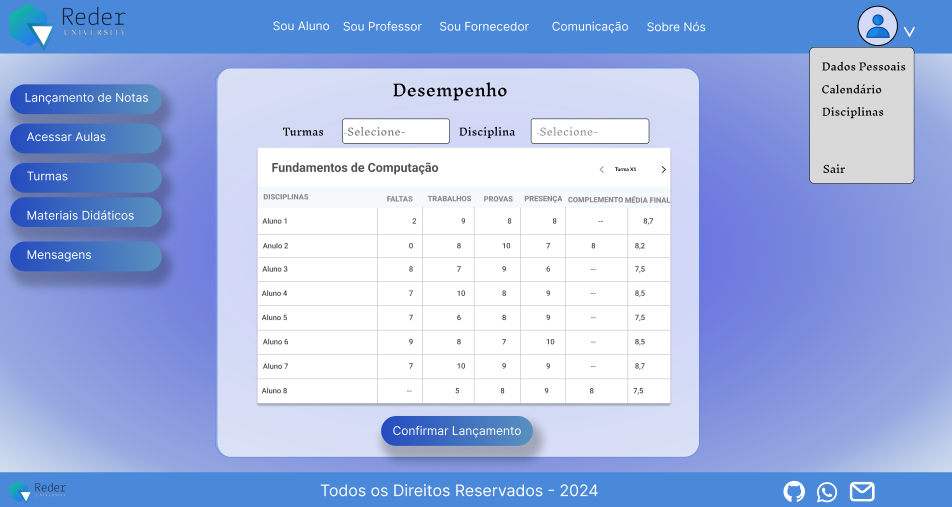 Reder
UNIVERSITY
Sou Aluno Sou Professor Sou Fornecedor Comunicação Sobre Nós
Dados Pessoais
Calendário
Disciplinas
Sair
Lançamento de Notas
Acessar Aulas
Turmas
Materiais Didáticos
Mensagens
Desempenho
Turmas -Selecione- Disciplina -Selecione-
Fundamentos de Computação < Turma XS >
DISCIPLINAS FALTAS TRABALHOS PROVAS PRESENÇA COMPLEMENTO MÉDIA FINAL
Aluno 1 2 9 8 8 -- 8,7
Anulo 2 0 8 10 7 8 8,2
Aluno 3 8 7 9 6 -- 7,5
Aluno 4 7 10 8 9 -- 8,5
Aluno 5 7 6 8 9 -- 7,5
Aluno 6 9 8 7 10 -- 8,5
Aluno 7 7 10 9 9 -- 8,7
Aluno 8 -- 5 8 9 8 7,5
Confirmar Lançamento
Reder
UNIVERSITY
Todos os Direitos Reservados - 2024